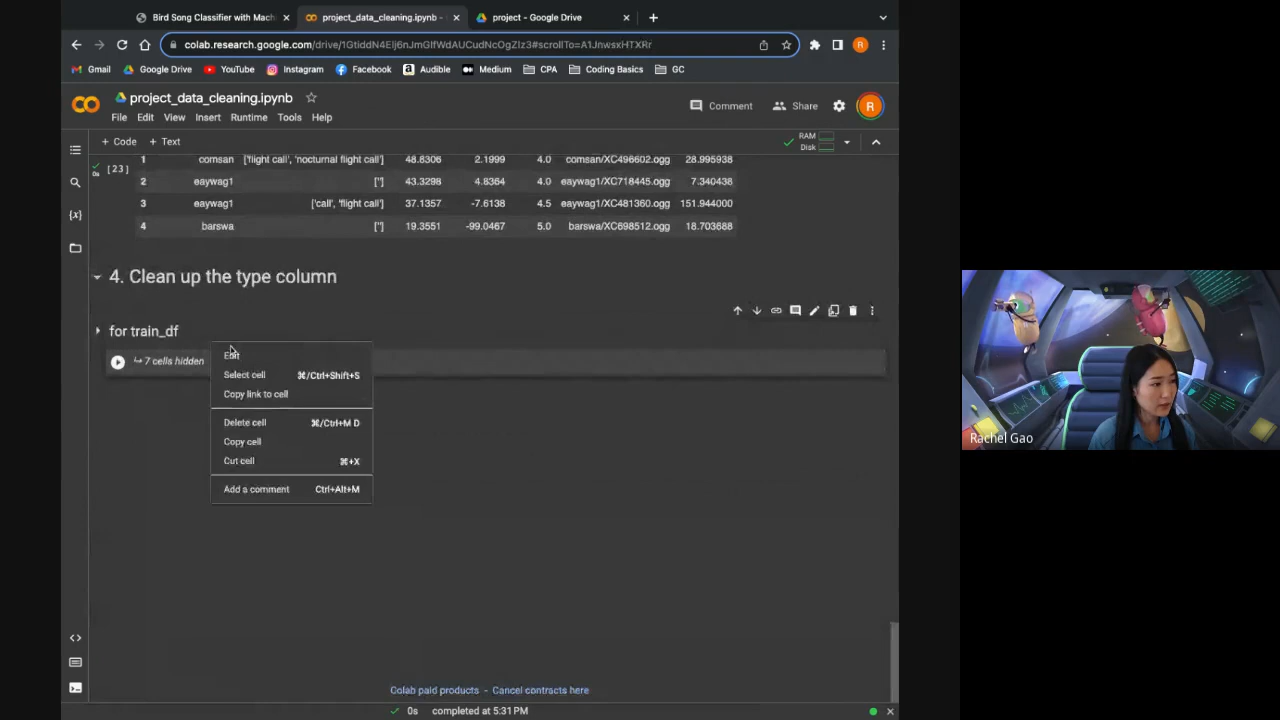 Bird Song Classifier with Mach
project_data_cleaning.ipynb -
project - Google Drive
colab.research.google.com/drive/1GtiddN4Elj6nJmGlfWdAUCudNcOgZIz3#scrollTo=A1JnwsxHTXRr
Gmail Google Drive YouTube Instagram Facebook Audible Medium CPA Coding Basics GC
project_data_cleaning.ipynb
Comment Share R
File Edit View Insert Runtime Tools Help
+ Code + Text
RAM
Disk
[23]
0s
1 comsan ['flight call', 'nocturnal flight call'] 48.8306 2.1999 4.0 comsan/XC496602.ogg 28.995938
2 eaywag1 [''] 43.3298 4.8364 4.0 eaywag1/XC718445.ogg 7.340438
3 eaywag1 ['call', 'flight call'] 37.1357 -7.6138 4.5 eaywag1/XC481360.ogg 151.944000
4 barswa [''] 19.3551 -99.0467 5.0 barswa/XC698512.ogg 18.703688
4. Clean up the type column
for train_df
7 cells hidden
Edit
Select cell ⌘/Ctrl+Shift+S
Copy link to cell
Delete cell ⌘/Ctrl+M D
Copy cell
Cut cell ⌘+X
Add a comment Ctrl+Alt+M
Rachel Gao
Colab paid products - Cancel contracts here
0s completed at 5:31 PM